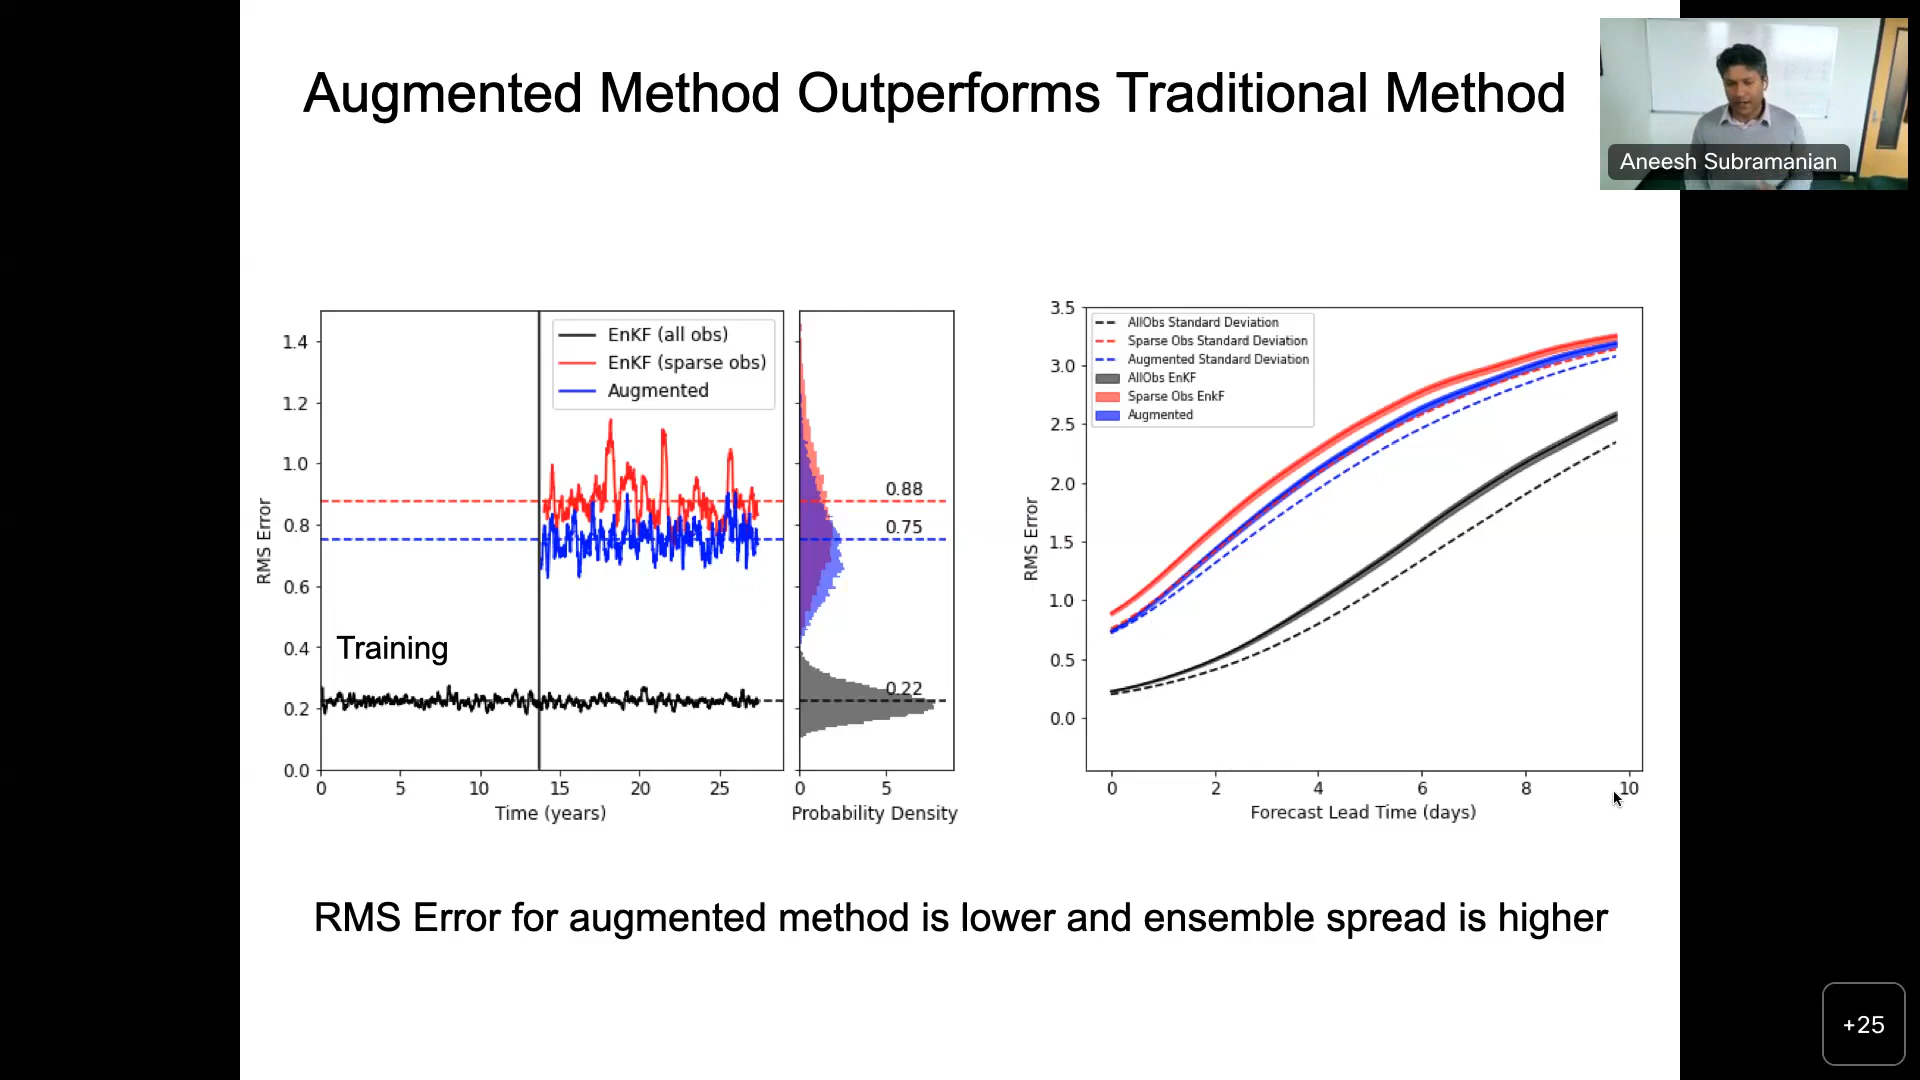 Augmented Method Outperforms Traditional Method
Aneesh Subramanian
1.4
1.2
1.0
0.8
0.6
0.4
0.2
0.0
RMS Error
EnKF (all obs)
EnKF (sparse obs)
Augmented
Training
0 5 10 15 20 25
Time (years)
0.88
0.75
0.22
0 5
Probability Density
3.5
3.0
2.5
2.0
1.5
1.0
0.5
0.0
RMS Error
AllObs Standard Deviation
Sparse Obs Standard Deviation
Augmented Standard Deviation
AllObs EnKF
Sparse Obs EnkF
Augmented
0 2 4 6 8 10
Forecast Lead Time (days)
RMS Error for augmented method is lower and ensemble spread is higher
+25